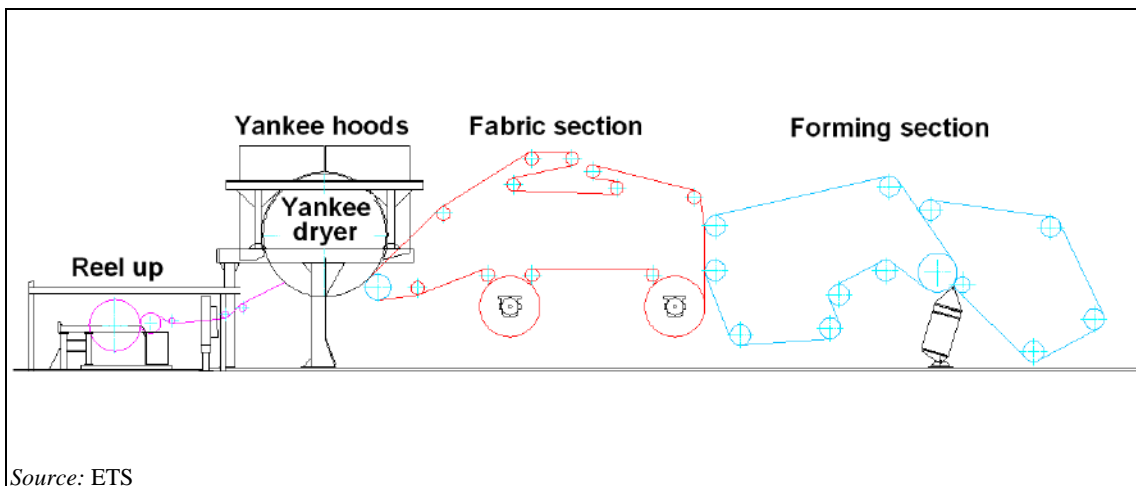 Yankee hoods
Fabric section
Forming section
Yankee
dryer
Reel up
Source: ETS